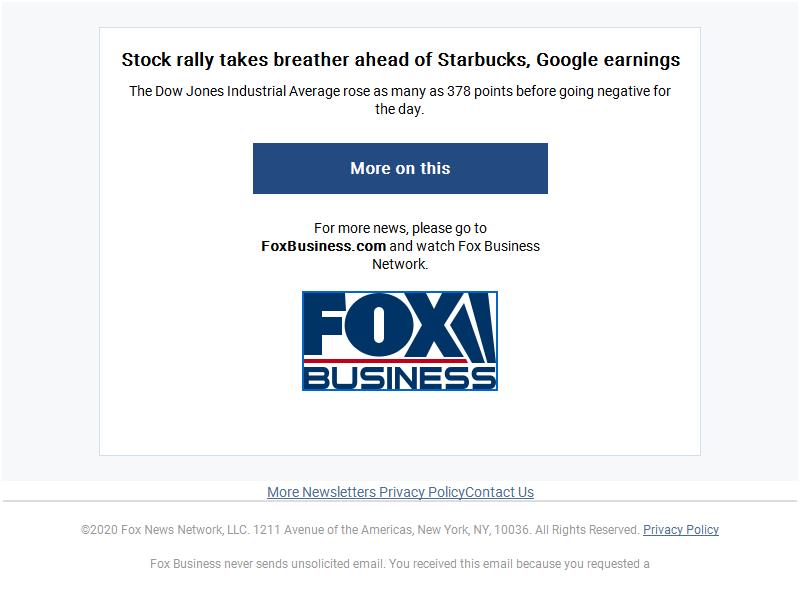 Stock rally takes breather ahead of Starbucks, Google earnings
The Dow Jones Industrial Average rose as many as 378 points before going negative for
the day.
More on this
For more news, please go to
FoxBusiness.com and watch Fox Business
Network.
FOX
BUSINESS
More Newsletters Privacy PolicyContact Us
©2020 Fox News Network, LLC. 1211 Avenue of the Americas, New York, NY, 10036. All Rights Reserved. Privacy Policy
Fox Business never sends unsolicited email. You received this email because you requested a